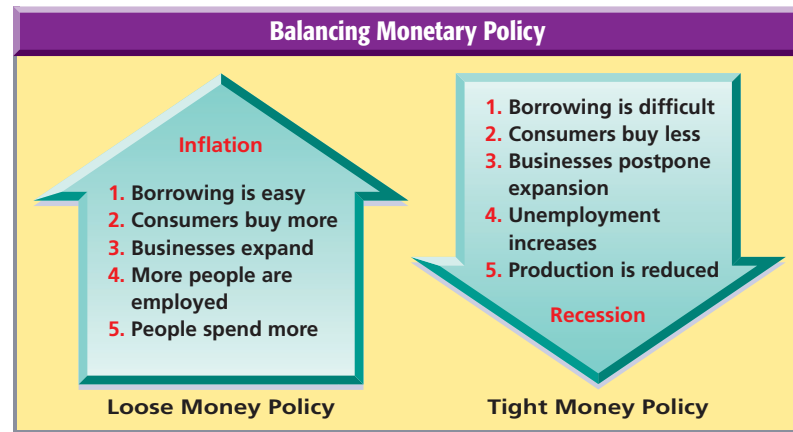 Balancing Monetary Policy
Inflation
1. Borrowing is easy
2. Consumers buy more
3. Businesses expand
4. More people are
employed
5. People spend more
Loose Money Policy
1. Borrowing is difficult
2. Consumers buy less
3. Businesses postpone
expansion
4. Unemployment
increases
5. Production is reduced
Recession
Tight Money Policy